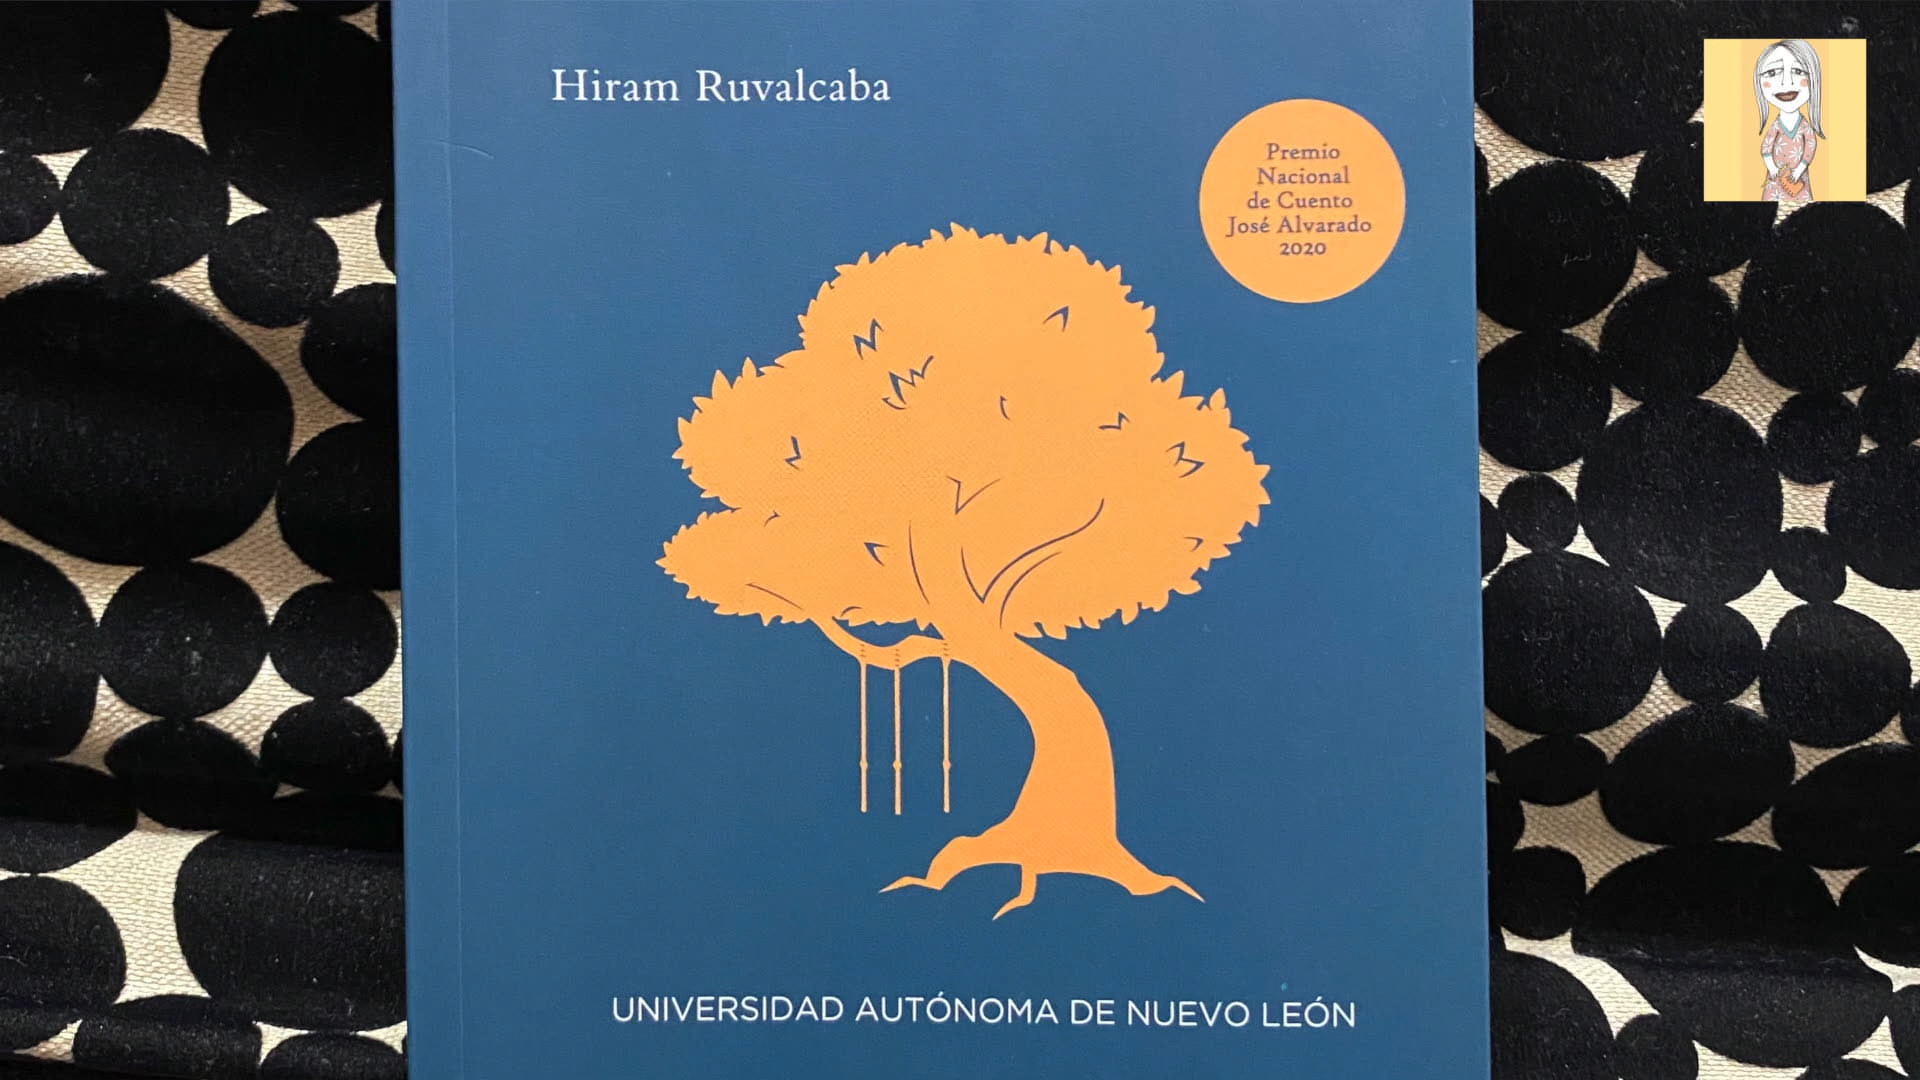 Hiram Ruvalcaba
Premio
Nacional
de Cuento
José Alvarado
2020
UNIVERSIDAD AUTÓNOMA DE NUEVO LEÓN